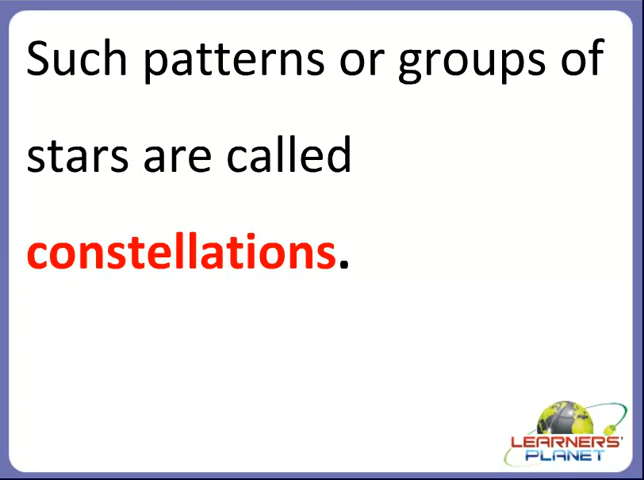 Such patterns or groups of
stars are called
constellations.
LEARNERS'
PLANET